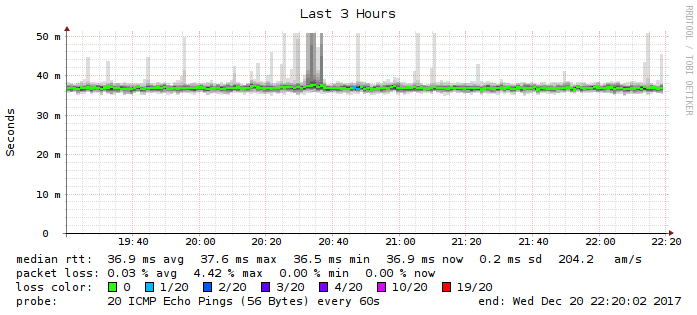 Last 3 Hours
RRDTOOL / TOBI OETIKER
Seconds
50 m
40 m
30 m
20 m
10 m
0
19:40 20:00 20:20 20:40 21:00 21:20 21:40 22:00 22:20
median rtt: 36.9 ms avg 37.6 ms max 36.5 ms min 36.9 ms now 0.2 ms sd 204.2 am/s
packet loss: 0.03 % avg 4.42 % max 0.00 % min 0.00 % now
loss color: 0 1/20 2/20 3/20 4/20 10/20 19/20
probe: 20 ICMP Echo Pings (56 Bytes) every 60s end: Wed Dec 20 22:20:02 2017